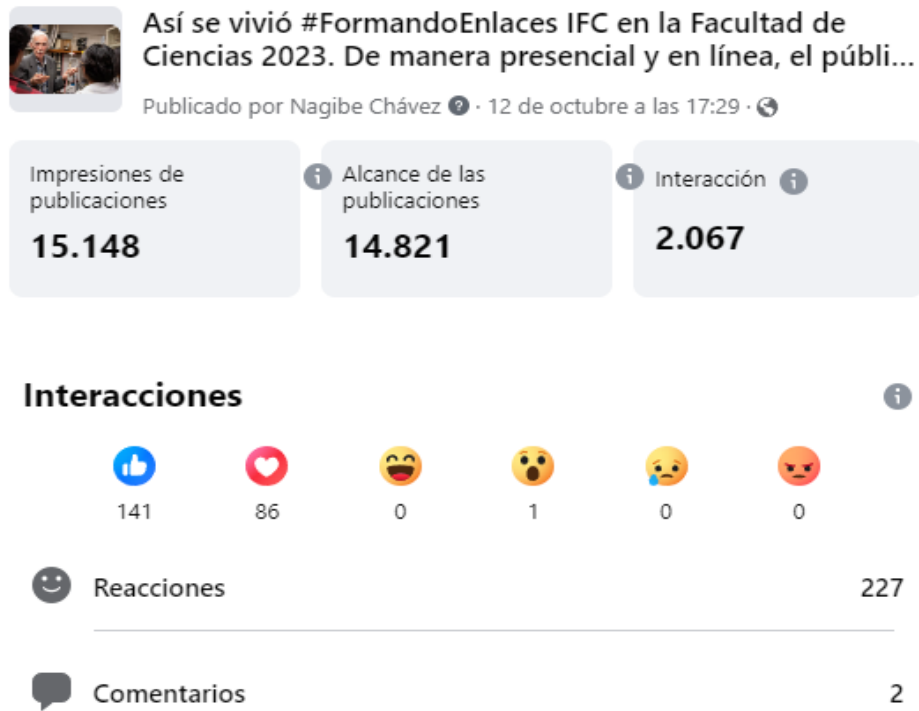 Así se vivió #FormandoEnlaces IFC en la Facultad de
Ciencias 2023. De manera presencial y en línea, el públi...
Publicado por Nagibe Chávez · 12 de octubre a las 17:29 ·
Impresiones de
publicaciones
15.148
Alcance de las
publicaciones
14.821
Interacción
2.067
Interacciones
141 86 0 1 0 0
Reacciones 227
Comentarios 2